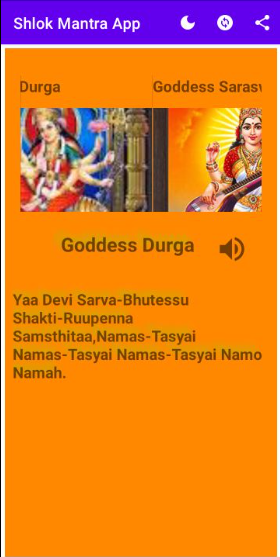 Shlok Mantra App
Durga
Goddess Saras
Goddess Durga
Yaa Devi Sarva-Bhutessu
Shakti-Ruupenna
Samsthitaa,Namas-Tasyai
Namas-Tasyai Namas-Tasyai Namo
Namah.